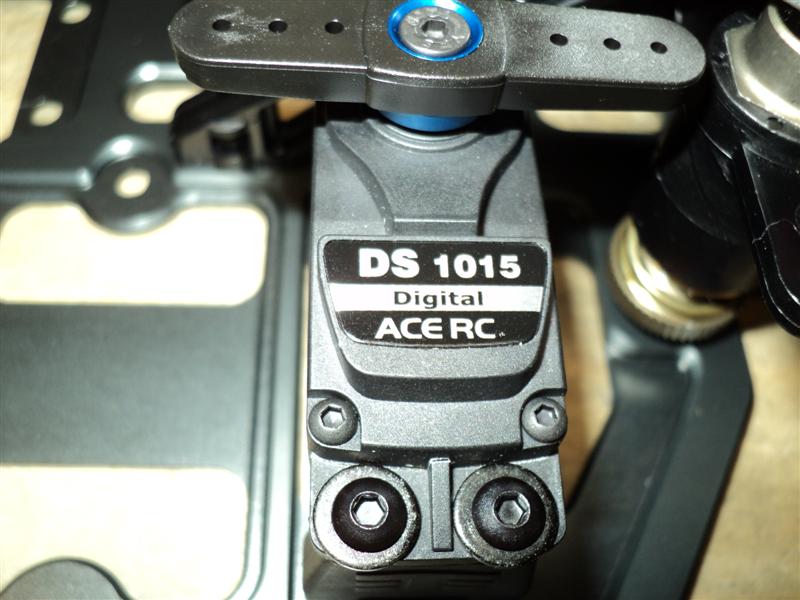 DS 1015
Digital
ACE RC